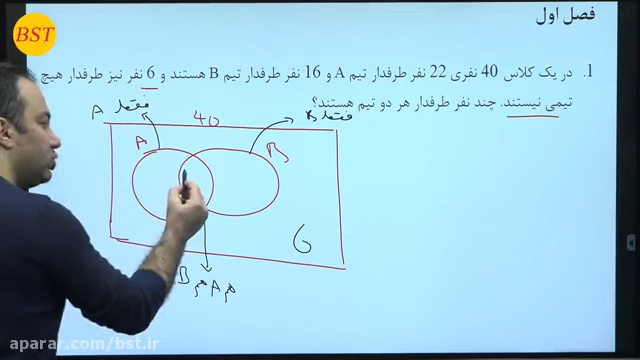 فصل اول
BST
1. در یک کلاس 40 نفری 22 نفر طرفدار تیم A و 16 نفر طرفدار تیم B هستند و 6 نفر نیز طرفدار هیچ
تیمی نیستند. چند نفر طرفدار هر دو تیم هستند؟
فقط A
فقط B
40
A
B
6
هم A هم B
aparat.com/bst.ir